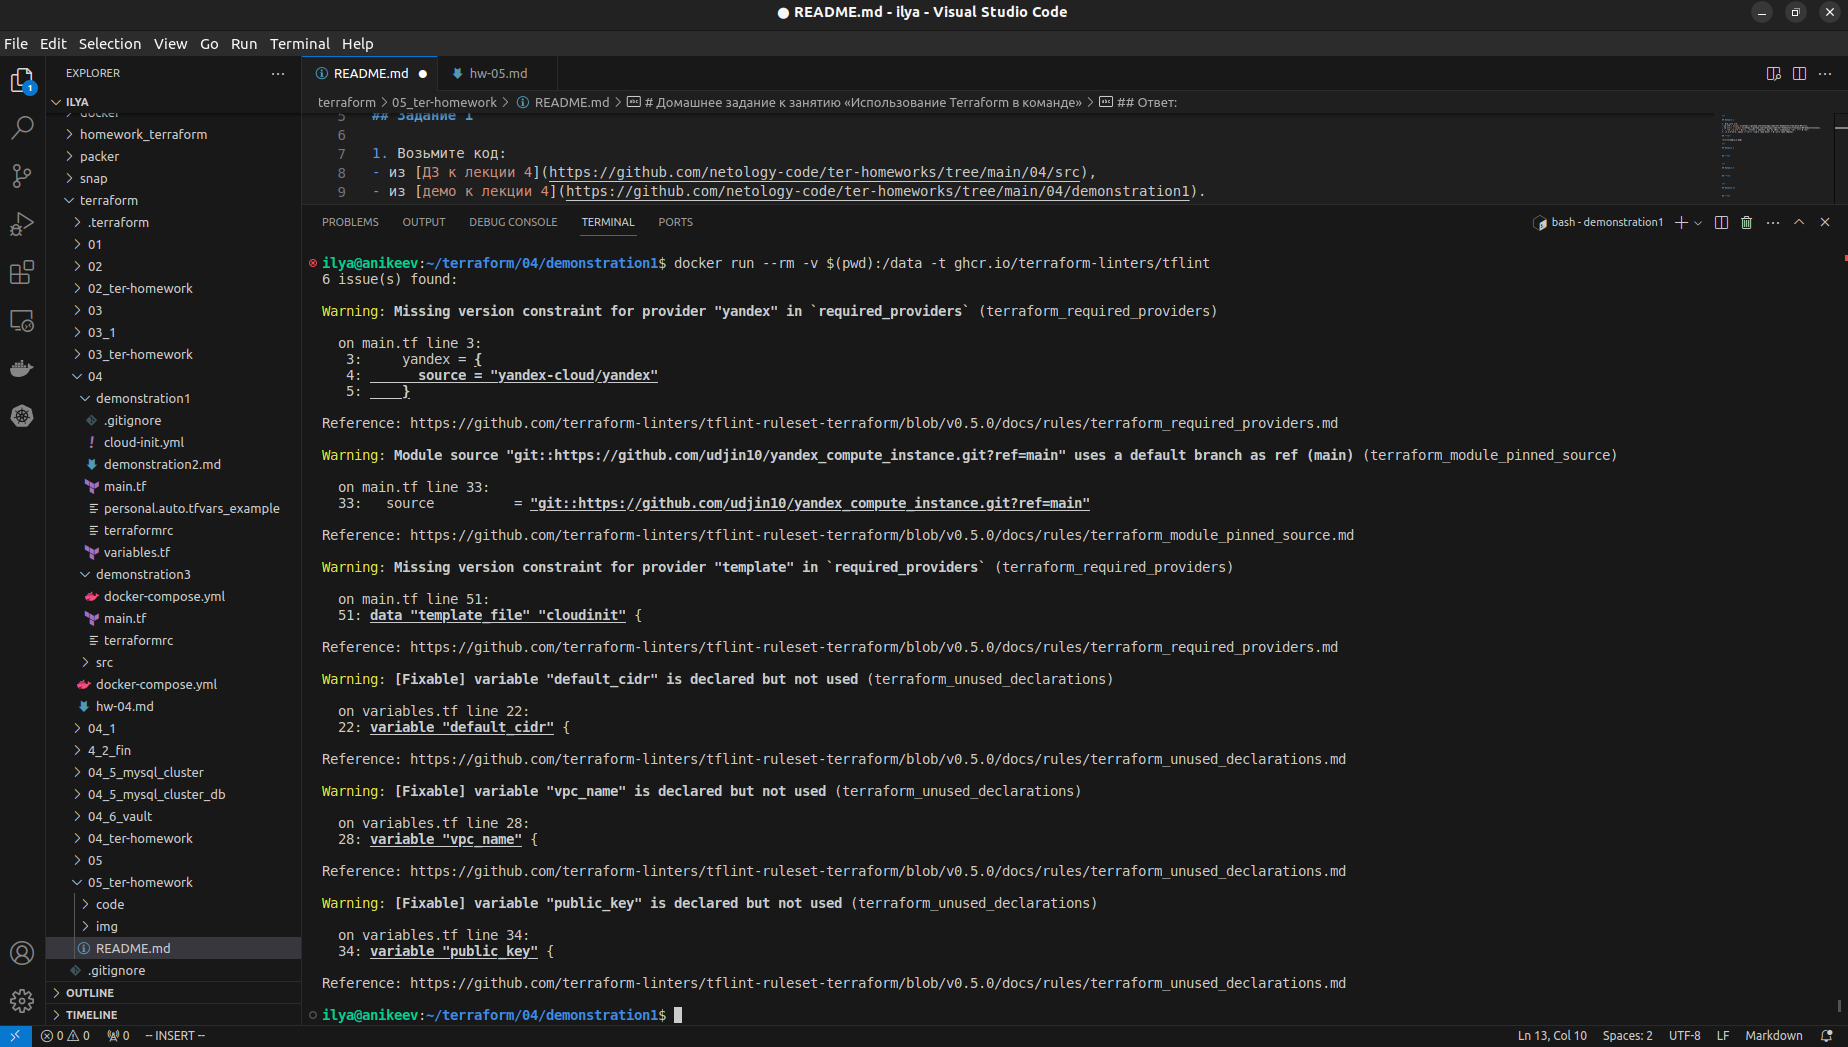 ● README.md - ilya - Visual Studio Code
File Edit Selection View Go Run Terminal Help
EXPLORER
ILYA
docker
homework_terraform
packer
snap
terraform
.terraform
01
02
02_ter-homework
03
03_1
03_ter-homework
04
demonstration1
.gitignore
cloud-init.yml
demonstration2.md
main.tf
personal.auto.tfvars_example
terraformrc
variables.tf
demonstration3
docker-compose.yml
main.tf
terraformrc
src
docker-compose.yml
hw-04.md
04_1
4_2_fin
04_5_mysql_cluster
04_5_mysql_cluster_db
04_6_vault
04_ter-homework
05
05_ter-homework
code
img
README.md
.gitignore
OUTLINE
TIMELINE
README.md ● hw-05.md
terraform > 05_ter-homework > README.md > # Домашнее задание к занятию «Использование Terraform в команде» > ## Ответ:
5 ## Задание 1
6
7 1. Возьмите код:
8 - из [ДЗ к лекции 4](https://github.com/netology-code/ter-homeworks/tree/main/04/src),
9 - из [демо к лекции 4](https://github.com/netology-code/ter-homeworks/tree/main/04/demonstration1).
PROBLEMS OUTPUT DEBUG CONSOLE TERMINAL PORTS
bash - demonstration1
ilya@anikeev:~/terraform/04/demonstration1$ docker run --rm -v $(pwd):/data -t ghcr.io/terraform-linters/tflint
6 issue(s) found:
Warning: Missing version constraint for provider "yandex" in `required_providers` (terraform_required_providers)
on main.tf line 3:
3: yandex = {
4: source = "yandex-cloud/yandex"
5: }
Reference: https://github.com/terraform-linters/tflint-ruleset-terraform/blob/v0.5.0/docs/rules/terraform_required_providers.md
Warning: Module source "git::https://github.com/udjin10/yandex_compute_instance.git?ref=main" uses a default branch as ref (main) (terraform_module_pinned_source)
on main.tf line 33:
33: source = "git::https://github.com/udjin10/yandex_compute_instance.git?ref=main"
Reference: https://github.com/terraform-linters/tflint-ruleset-terraform/blob/v0.5.0/docs/rules/terraform_module_pinned_source.md
Warning: Missing version constraint for provider "template" in `required_providers` (terraform_required_providers)
on main.tf line 51:
51: data "template_file" "cloudinit" {
Reference: https://github.com/terraform-linters/tflint-ruleset-terraform/blob/v0.5.0/docs/rules/terraform_required_providers.md
Warning: [Fixable] variable "default_cidr" is declared but not used (terraform_unused_declarations)
on variables.tf line 22:
22: variable "default_cidr" {
Reference: https://github.com/terraform-linters/tflint-ruleset-terraform/blob/v0.5.0/docs/rules/terraform_unused_declarations.md
Warning: [Fixable] variable "vpc_name" is declared but not used (terraform_unused_declarations)
on variables.tf line 28:
28: variable "vpc_name" {
Reference: https://github.com/terraform-linters/tflint-ruleset-terraform/blob/v0.5.0/docs/rules/terraform_unused_declarations.md
Warning: [Fixable] variable "public_key" is declared but not used (terraform_unused_declarations)
on variables.tf line 34:
34: variable "public_key" {
Reference: https://github.com/terraform-linters/tflint-ruleset-terraform/blob/v0.5.0/docs/rules/terraform_unused_declarations.md
ilya@anikeev:~/terraform/04/demonstration1$
0 0 0 -- INSERT -- Ln 13, Col 10 Spaces: 2 UTF-8 LF Markdown